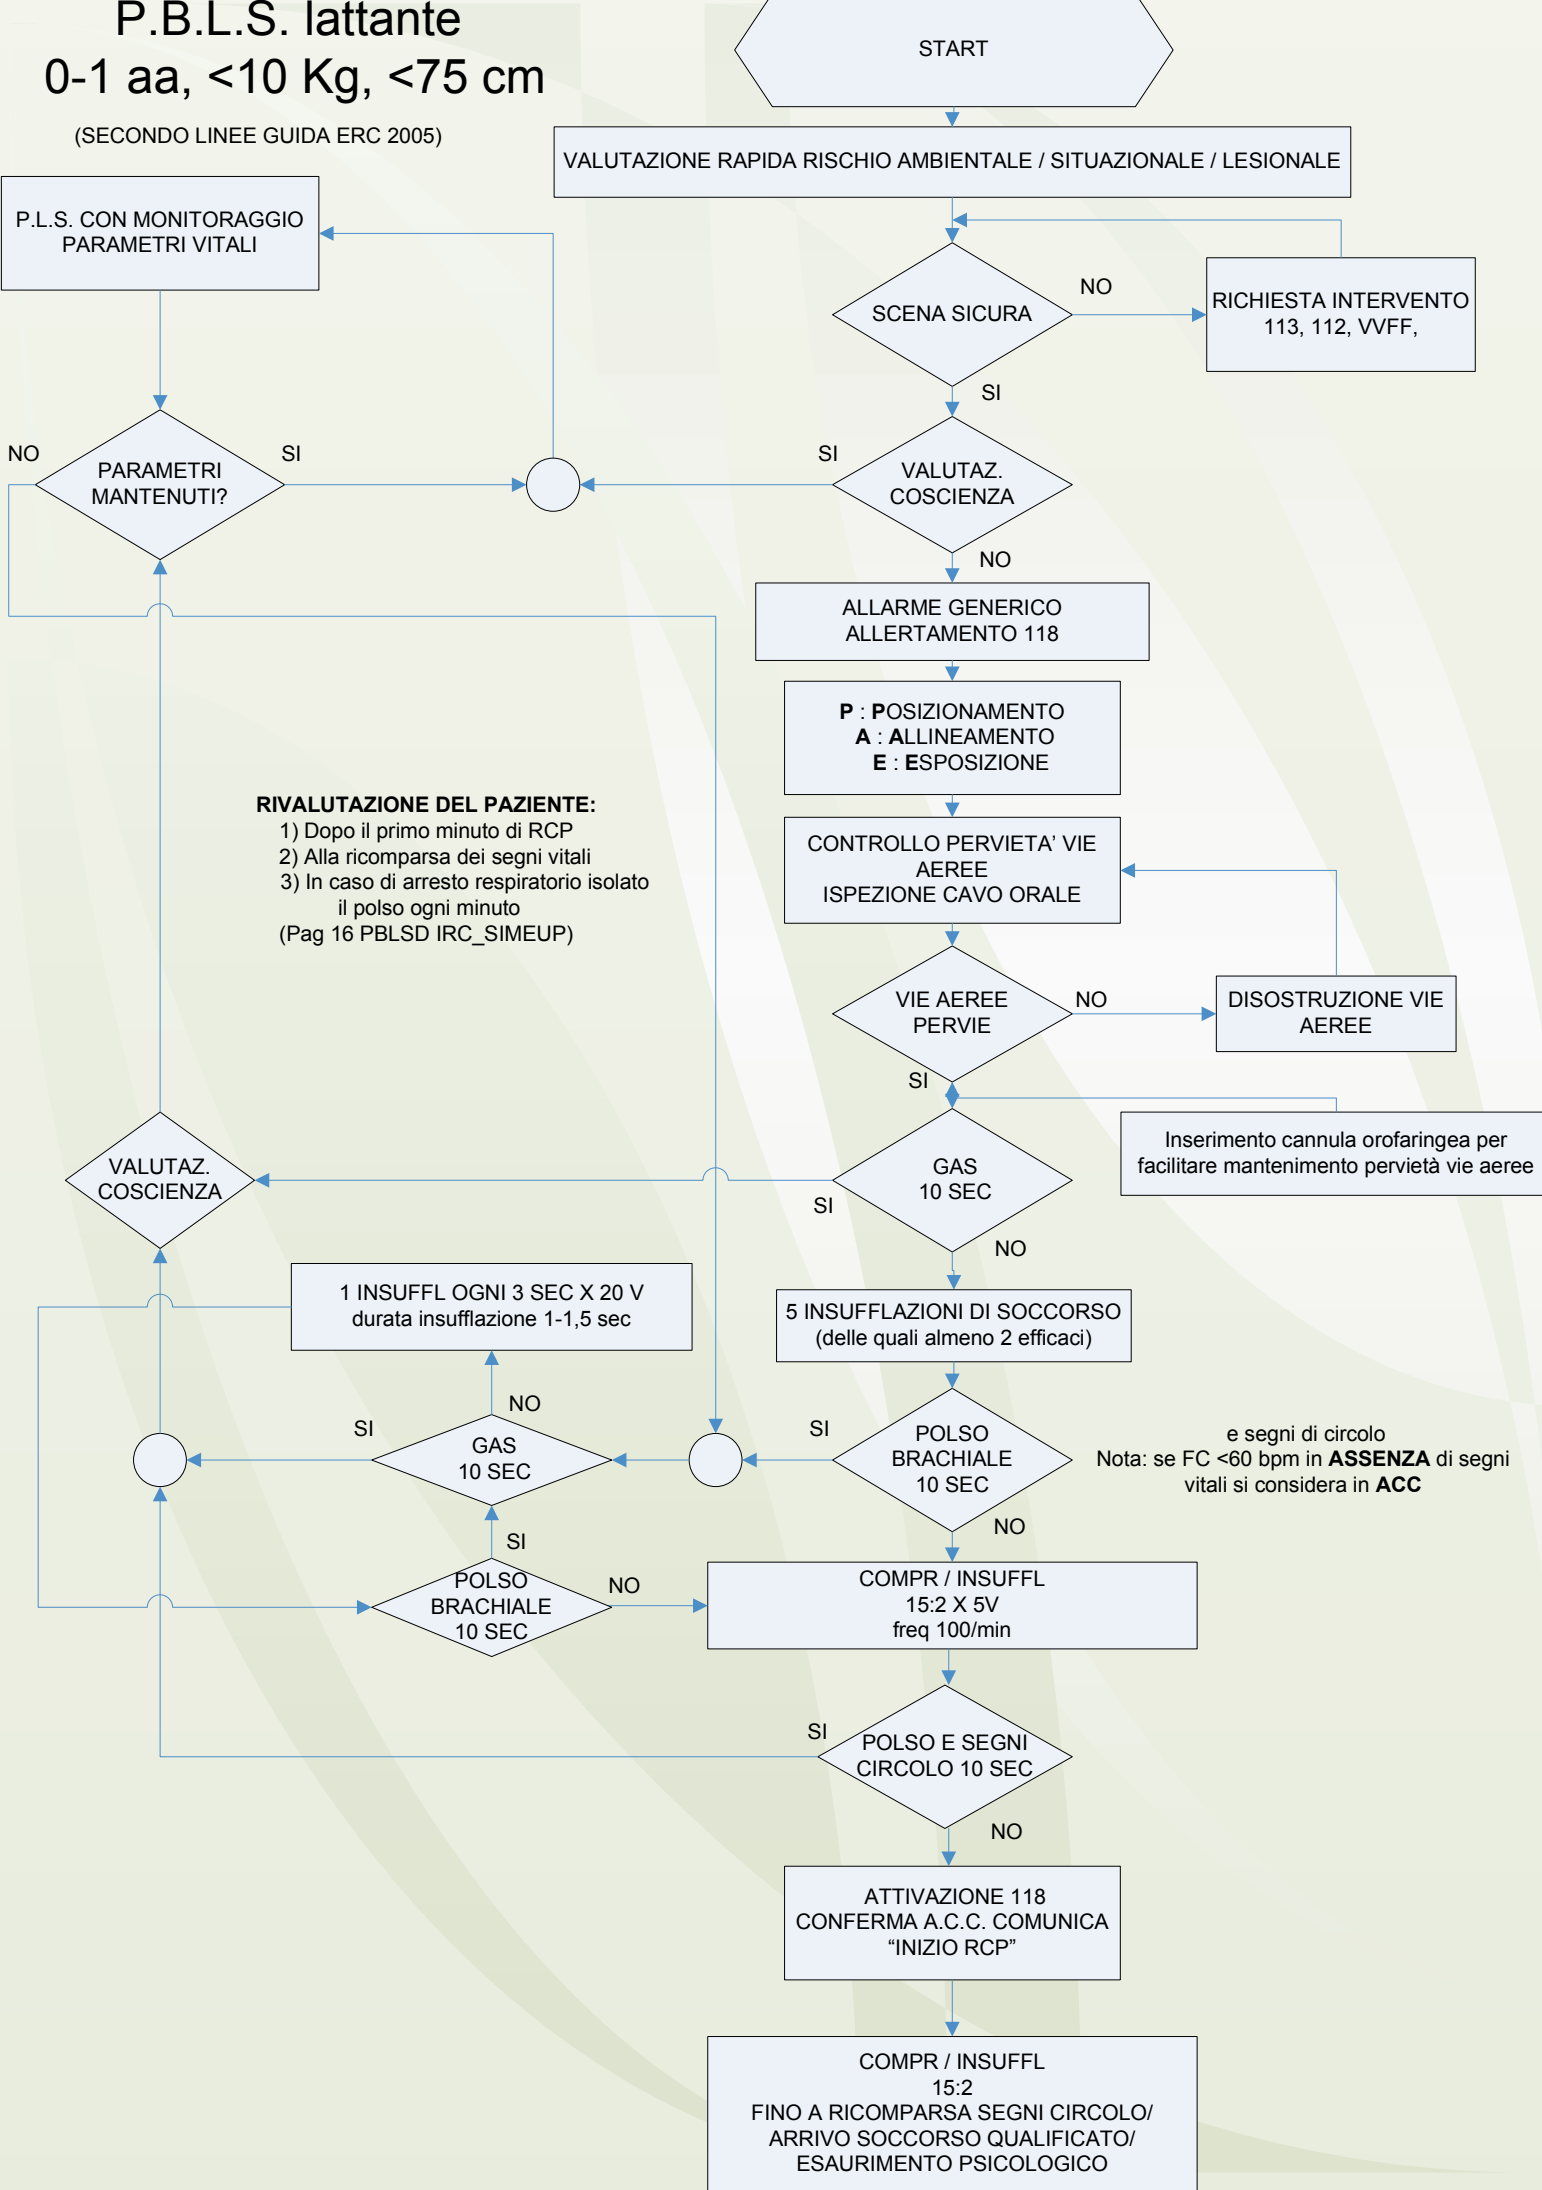 P.B.L.S. lattante
0-1 aa, <10 Kg, <75 cm
(SECONDO LINEE GUIDA ERC 2005)
START
VALUTAZIONE RAPIDA RISCHIO AMBIENTALE / SITUAZIONALE / LESIONALE
P.L.S. CON MONITORAGGIO
PARAMETRI VITALI
SCENA SICURA
NO
RICHIESTA INTERVENTO
113, 112, VVFF,
SI
NO
PARAMETRI
MANTENUTI?
SI
SI
VALUTAZ.
COSCIENZA
NO
ALLARME GENERICO
ALLERTAMENTO 118
P : POSIZIONAMENTO
A : ALLINEAMENTO
E : ESPOSIZIONE
RIVALUTAZIONE DEL PAZIENTE:
1) Dopo il primo minuto di RCP
2) Alla ricomparsa dei segni vitali
3) In caso di arresto respiratorio isolato
il polso ogni minuto
(Pag 16 PBLSD IRC_SIMEUP)
CONTROLLO PERVIETA' VIE
AEREE
ISPEZIONE CAVO ORALE
VIE AEREE
PERVIE
NO
DISOSTRUZIONE VIE
AEREE
SI
Inserimento cannula orofaringea per
facilitare mantenimento pervietà vie aeree
VALUTAZ.
COSCIENZA
GAS
10 SEC
SI
NO
1 INSUFFL OGNI 3 SEC X 20 V
durata insufflazione 1-1,5 sec
5 INSUFFLAZIONI DI SOCCORSO
(delle quali almeno 2 efficaci)
NO
SI
GAS
10 SEC
SI
POLSO
BRACHIALE
10 SEC
e segni di circolo
Nota: se FC <60 bpm in ASSENZA di segni
vitali si considera in ACC
NO
SI
POLSO
BRACHIALE
10 SEC
NO
COMPR / INSUFFL
15:2 X 5V
freq 100/min
SI
POLSO E SEGNI
CIRCOLO 10 SEC
NO
ATTIVAZIONE 118
CONFERMA A.C.C. COMUNICA
“INIZIO RCP”
COMPR / INSUFFL
15:2
FINO A RICOMPARSA SEGNI CIRCOLO/
ARRIVO SOCCORSO QUALIFICATO/
ESAURIMENTO PSICOLOGICO